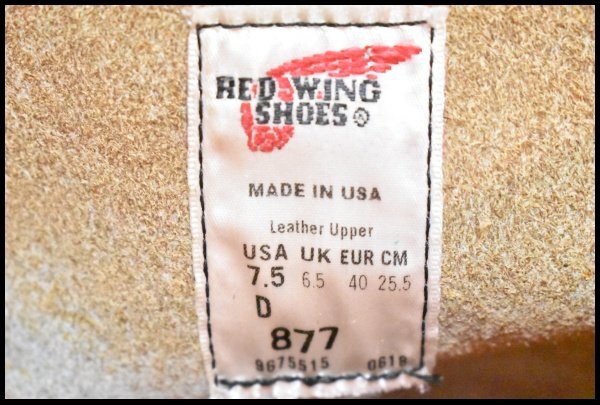 RED WING
SHOES®
MADE IN USA
Leather Upper
USA UK EUR CM
7.5 6.5 40 25.5
D
877
9675515 0618